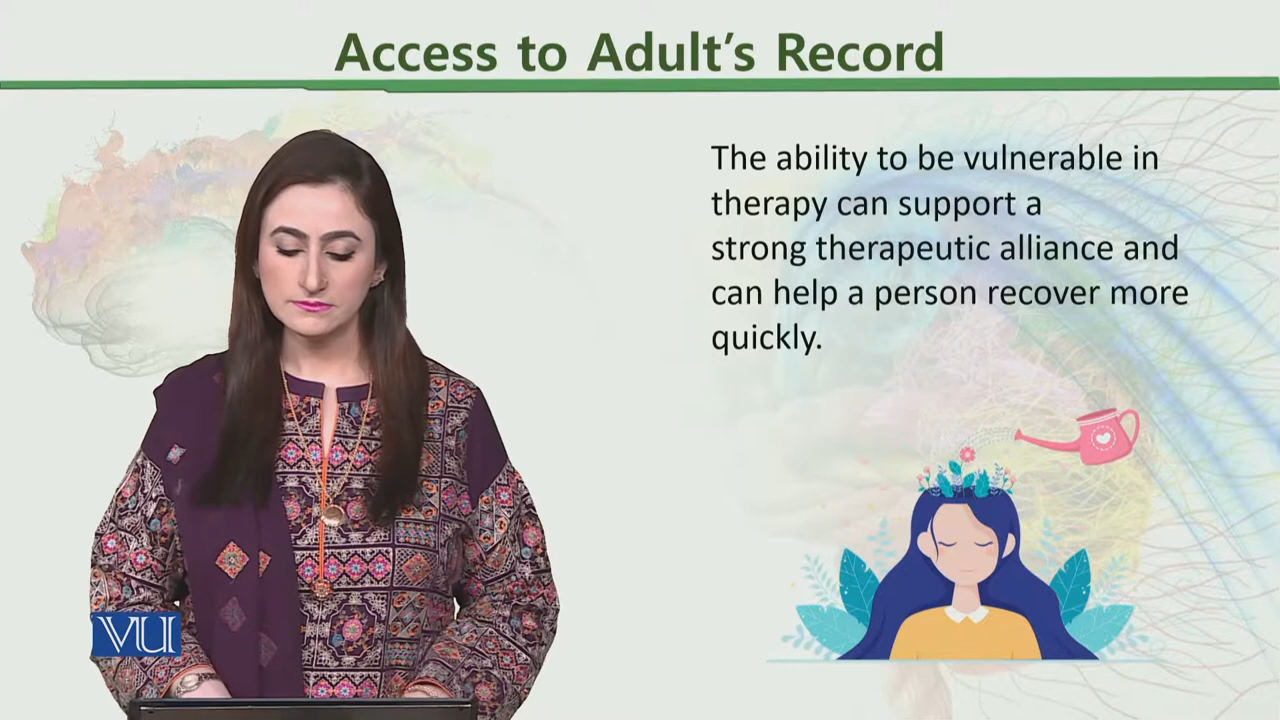 Access to Adult's Record
The ability to be vulnerable in
therapy can support a
strong therapeutic alliance and
can help a person recover more
quickly.
VU